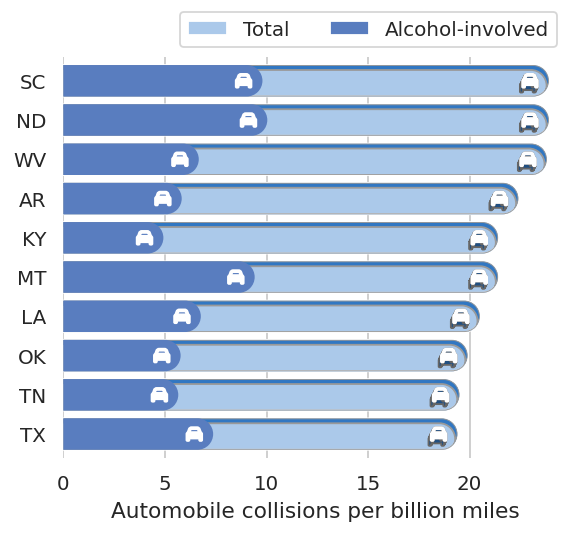 Total Alcohol-involved
SC
ND
WV
AR
KY
MT
LA
OK
TN
TX
0 5 10 15 20
Automobile collisions per billion miles